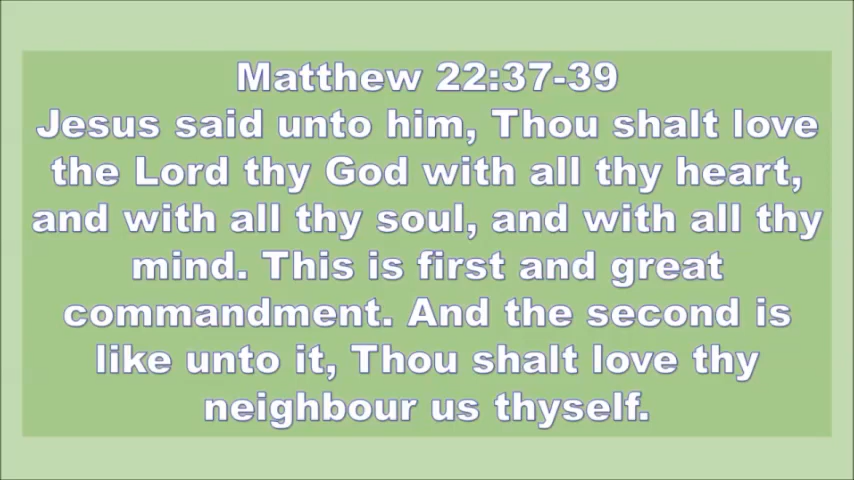 Matthew 22:37-39
Jesus said unto him, Thou shalt love
the Lord thy God with all thy heart,
and with all thy soul, and with all thy
mind. This is first and great
commandment. And the second is
like unto it, Thou shalt love thy
neighbour us thyself.